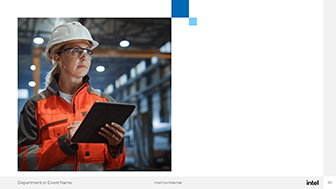 Department or Event Name
Intel Confidential
intel